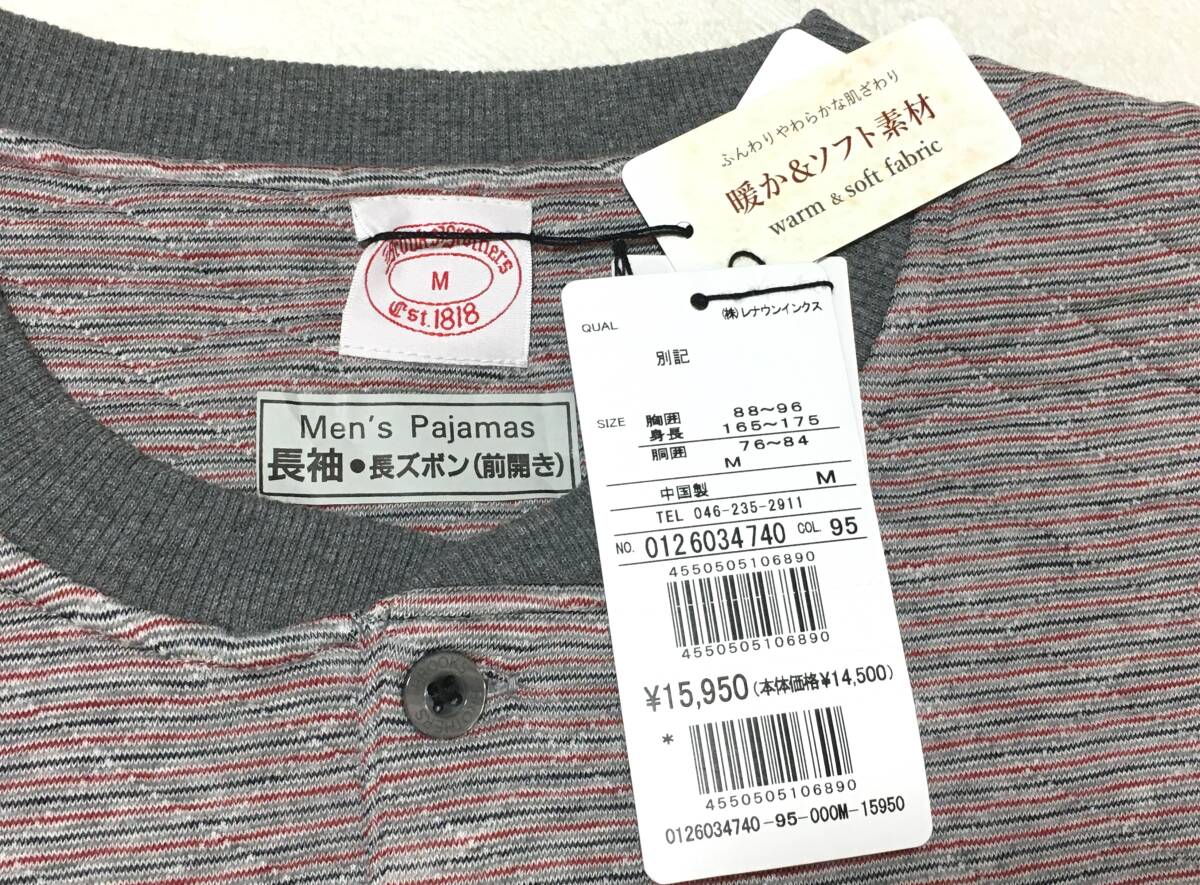 ふんわりやわらかな肌ざわり
暖か&ソフト素材
warm & soft fabric
Brooks Brothers
M
Est.1818
Men's Pajamas
長袖●長ズボン(前開き)
(株)レナウンインクス
QUAL
別記
SIZE 胸囲 88～96
身長 165～175
胴囲 76～84
M
中国製 M
TEL 046-235-2911
NO. 0126034740 COL 95
4550505106890
4550505106890
¥15,950(本体価格¥14,500)
*
4550505106890
0126034740-95-000M-15950